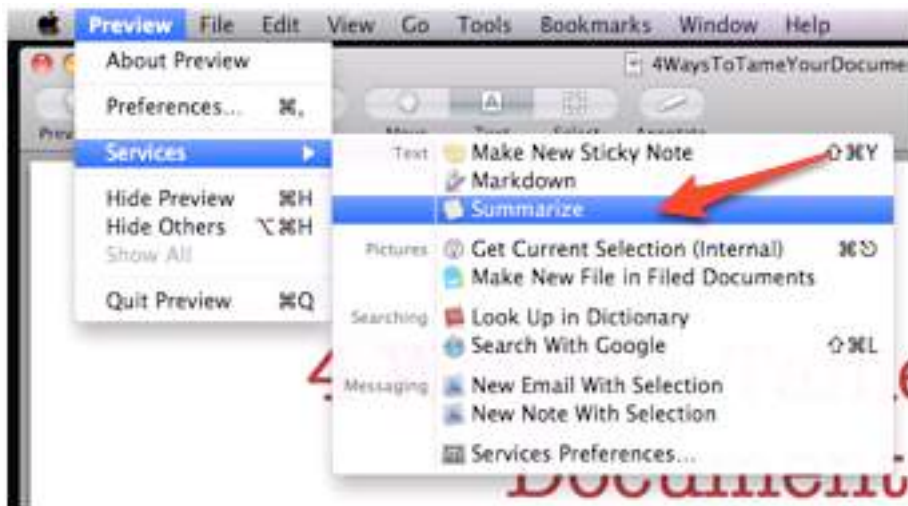 Preview File Edit View Go Tools Bookmarks Window Help
About Preview
4WaysToTameYourDocume
Preferences... ⌘,
Services
Text Make New Sticky Note ⇧⌘Y
Markdown
Summarize
Hide Preview ⌘H
Hide Others ⌥⌘H
Show All
Quit Preview ⌘Q
Pictures Get Current Selection (Internal) ⌘⎋
Make New File in Filed Documents
Searching Look Up in Dictionary
Search With Google ⇧⌘L
Messaging New Email With Selection
New Note With Selection
Services Preferences...
4
Document